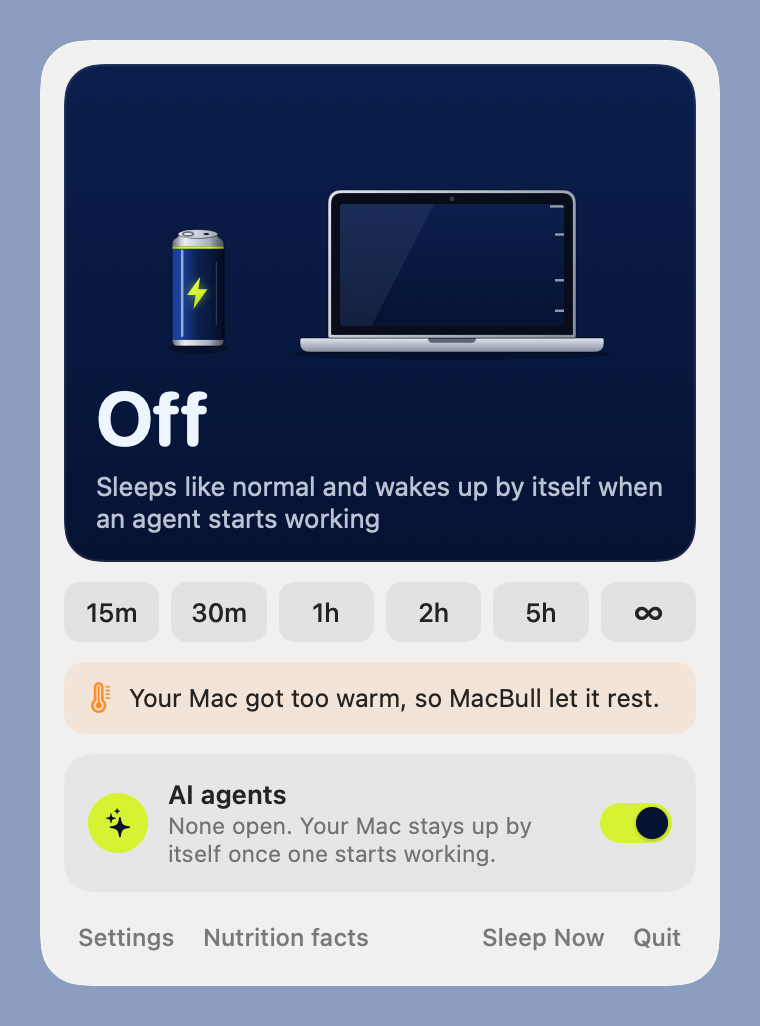 Off
Sleeps like normal and wakes up by itself when
an agent starts working
15m 30m 1h 2h 5h ∞
Your Mac got too warm, so MacBull let it rest.
AI agents
None open. Your Mac stays up by
itself once one starts working.
Settings Nutrition facts Sleep Now Quit